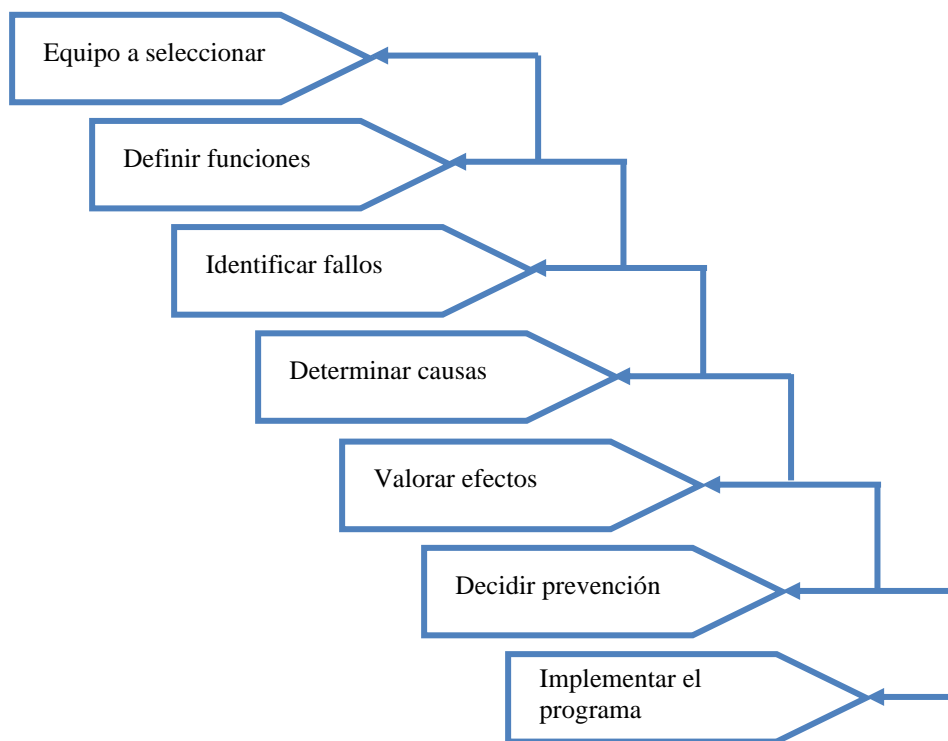 Equipo a seleccionar
Definir funciones
Identificar fallos
Determinar causas
Valorar efectos
Decidir prevención
Implementar el
programa